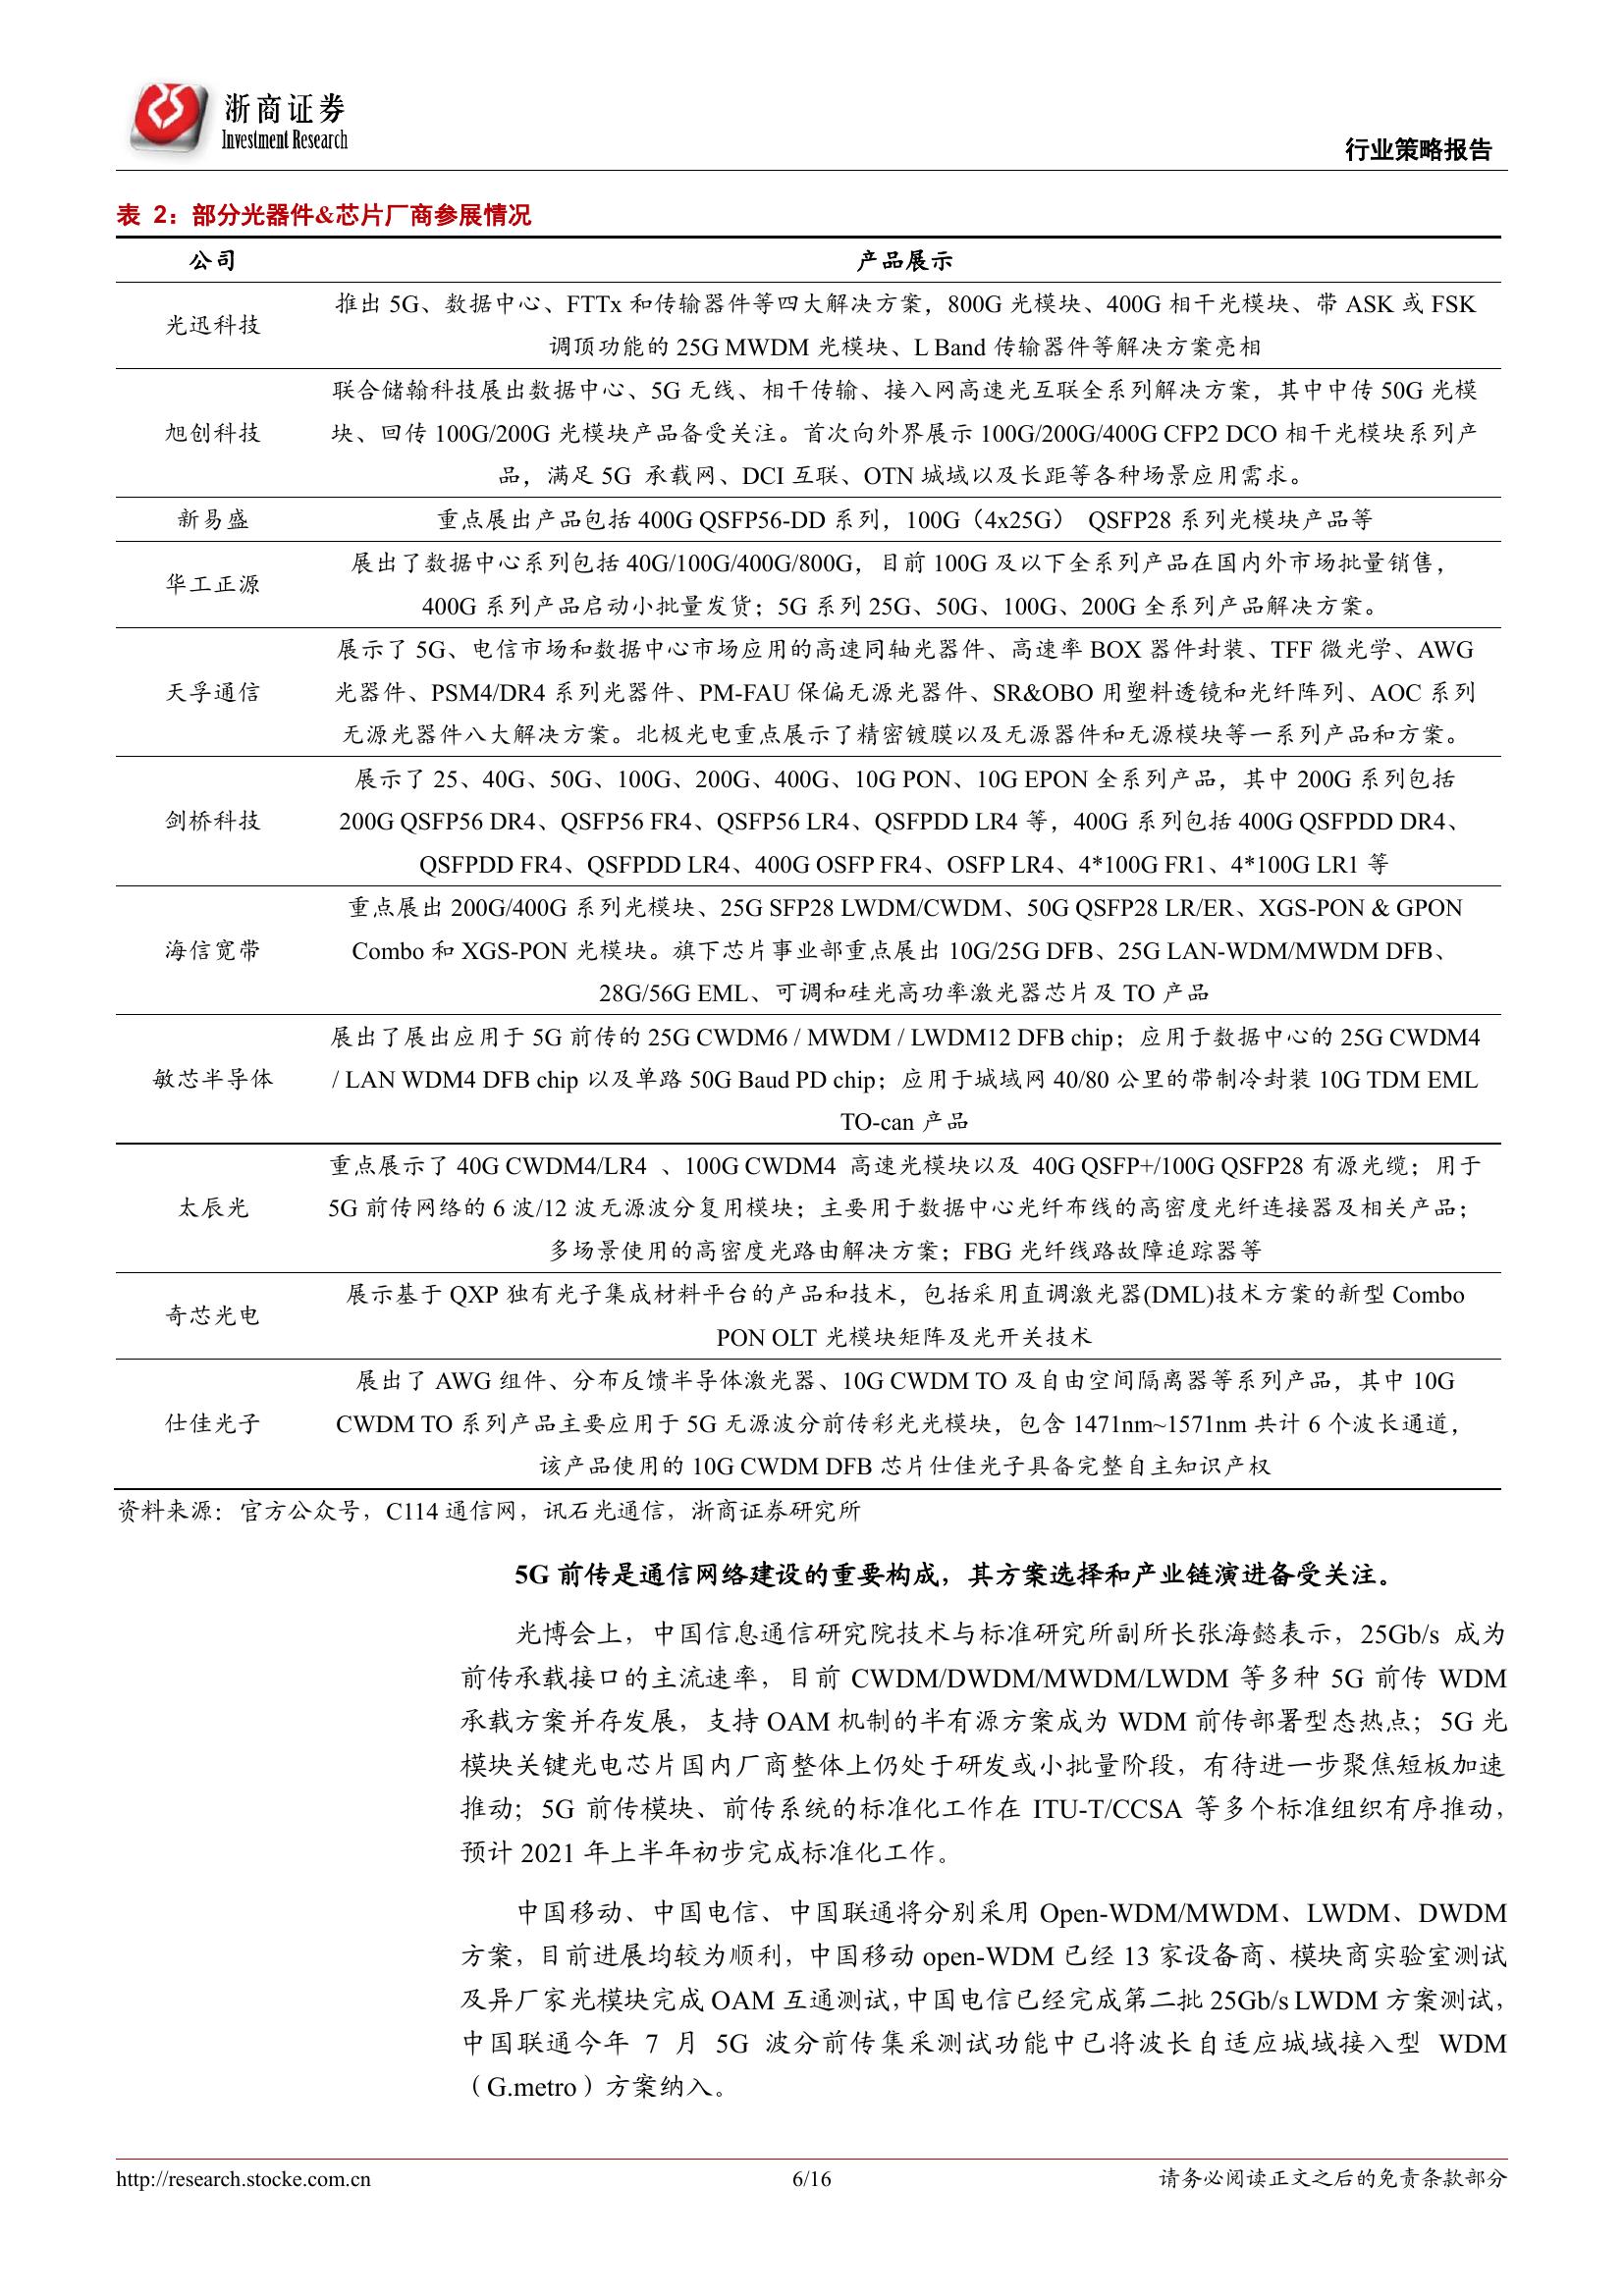 浙商证券
Investment Research
行业策略报告
表 2：部分光器件&芯片厂商参展情况
公司 产品展示
光迅科技
推出 5G、数据中心、FTTx 和传输器件等四大解决方案，800G 光模块、400G 相干光模块、带 ASK 或 FSK
调顶功能的 25G MWDM 光模块、L Band 传输器件等解决方案亮相
旭创科技
联合储翰科技展出数据中心、5G 无线、相干传输、接入网高速光互联全系列解决方案，其中中传 50G 光模
块、回传 100G/200G 光模块产品备受关注。首次向外界展示 100G/200G/400G CFP2 DCO 相干光模块系列产
品，满足 5G 承载网、DCI 互联、OTN 城域以及长距等各种场景应用需求。
新易盛
重点展出产品包括 400G QSFP56-DD 系列，100G（4x25G） QSFP28 系列光模块产品等
华工正源
展出了数据中心系列包括 40G/100G/400G/800G，目前 100G 及以下全系列产品在国内外市场批量销售，
400G 系列产品启动小批量发货；5G 系列 25G、50G、100G、200G 全系列产品解决方案。
天孚通信
展示了 5G、电信市场和数据中心市场应用的高速同轴光器件、高速率 BOX 器件封装、TFF 微光学、AWG
光器件、PSM4/DR4 系列光器件、PM-FAU 保偏无源光器件、SR&OBO 用塑料透镜和光纤阵列、AOC 系列
无源光器件八大解决方案。北极光电重点展示了精密镀膜以及无源器件和无源模块等一系列产品和方案。
剑桥科技
展示了 25、40G、50G、100G、200G、400G、10G PON、10G EPON 全系列产品，其中 200G 系列包括
200G QSFP56 DR4、QSFP56 FR4、QSFP56 LR4、QSFPDD LR4 等，400G 系列包括 400G QSFPDD DR4、
QSFPDD FR4、QSFPDD LR4、400G OSFP FR4、OSFP LR4、4*100G FR1、4*100G LR1 等
海信宽带
重点展出 200G/400G 系列光模块、25G SFP28 LWDM/CWDM、50G QSFP28 LR/ER、XGS-PON & GPON
Combo 和 XGS-PON 光模块。旗下芯片事业部重点展出 10G/25G DFB、25G LAN-WDM/MWDM DFB、
28G/56G EML、可调和硅光高功率激光器芯片及 TO 产品
敏芯半导体
展出了展出应用于 5G 前传的 25G CWDM6 / MWDM / LWDM12 DFB chip；应用于数据中心的 25G CWDM4
/ LAN WDM4 DFB chip 以及单路 50G Baud PD chip；应用于城域网 40/80 公里的带制冷封装 10G TDM EML
TO-can 产品
太辰光
重点展示了 40G CWDM4/LR4 、100G CWDM4 高速光模块以及 40G QSFP+/100G QSFP28 有源光缆；用于
5G 前传网络的 6 波/12 波无源波分复用模块；主要用于数据中心光纤布线的高密度光纤连接器及相关产品；
多场景使用的高密度光路由解决方案；FBG 光纤线路故障追踪器等
奇芯光电
展示基于 QXP 独有光子集成材料平台的产品和技术，包括采用直调激光器(DML)技术方案的新型 Combo
PON OLT 光模块矩阵及光开关技术
仕佳光子
展出了 AWG 组件、分布反馈半导体激光器、10G CWDM TO 及自由空间隔离器等系列产品，其中 10G
CWDM TO 系列产品主要应用于 5G 无源波分前传彩光光模块，包含 1471nm~1571nm 共计 6 个波长通道，
该产品使用的 10G CWDM DFB 芯片仕佳光子具备完整自主知识产权
资料来源：官方公众号，C114 通信网，讯石光通信，浙商证券研究所
5G 前传是通信网络建设的重要构成，其方案选择和产业链演进备受关注。
光博会上，中国信息通信研究院技术与标准研究所副所长张海懿表示，25Gb/s 成为
前传承载接口的主流速率，目前 CWDM/DWDM/MWDM/LWDM 等多种 5G 前传 WDM
承载方案并存发展，支持 OAM 机制的半有源方案成为 WDM 前传部署型态热点；5G 光
模块关键光电芯片国内厂商整体上仍处于研发或小批量阶段，有待进一步聚焦短板加速
推动；5G 前传模块、前传系统的标准化工作在 ITU-T/CCSA 等多个标准组织有序推动，
预计 2021 年上半年初步完成标准化工作。
中国移动、中国电信、中国联通将分别采用 Open-WDM/MWDM、LWDM、DWDM
方案，目前进展均较为顺利，中国移动 open-WDM 已经 13 家设备商、模块商实验室测试
及异厂家光模块完成 OAM 互通测试，中国电信已经完成第二批 25Gb/s LWDM 方案测试，
中国联通今年 7 月 5G 波分前传集采测试功能中已将波长自适应城域接入型 WDM
（G.metro）方案纳入。
http://research.stocke.com.cn 6/16 请务必阅读正文之后的免责条款部分